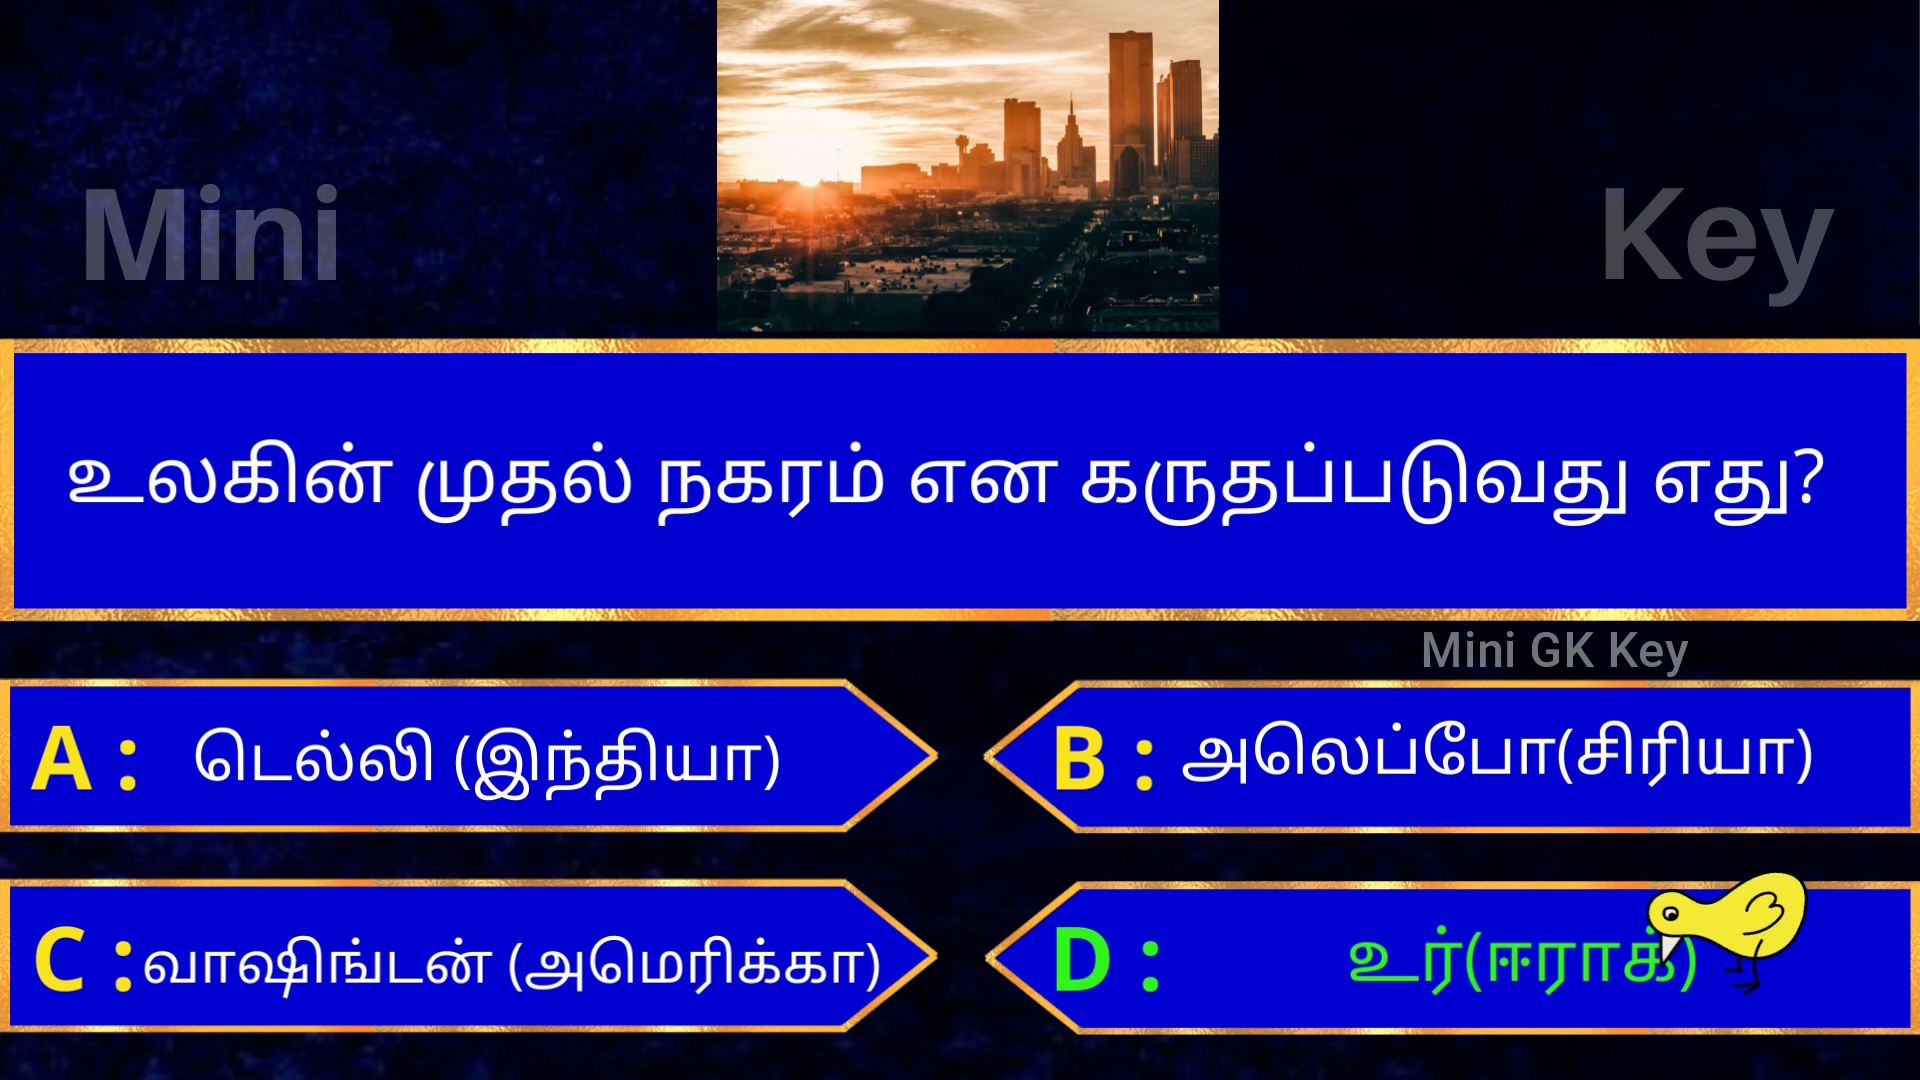 Mini
Key
உலகின் முதல் நகரம் என கருதப்படுவது எது?
Mini GK Key
A : டெல்லி (இந்தியா)
B : அலெப்போ(சிரியா)
C : வாஷிங்டன் (அமெரிக்கா)
D : உர்(ஈராக்)